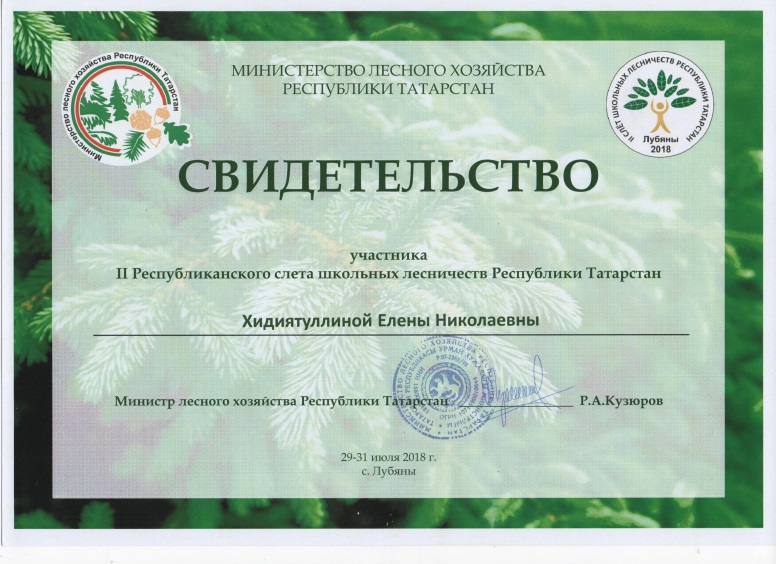 Министерство лесного хозяйства Республики Татарстан
МИНИСТЕРСТВО ЛЕСНОГО ХОЗЯЙСТВА
РЕСПУБЛИКИ ТАТАРСТАН
II СЛЁТ ШКОЛЬНЫХ ЛЕСНИЧЕСТВ РЕСПУБЛИКИ ТАТАРСТАН
Лубяны
2018
СВИДЕТЕЛЬСТВО
участника
II Республиканского слета школьных лесничеств Республики Татарстан
Хидиятуллиной Елены Николаевны
Министр лесного хозяйства Республики Татарстан Р.А.Кузюров
29-31 июля 2018 г.
с. Лубяны